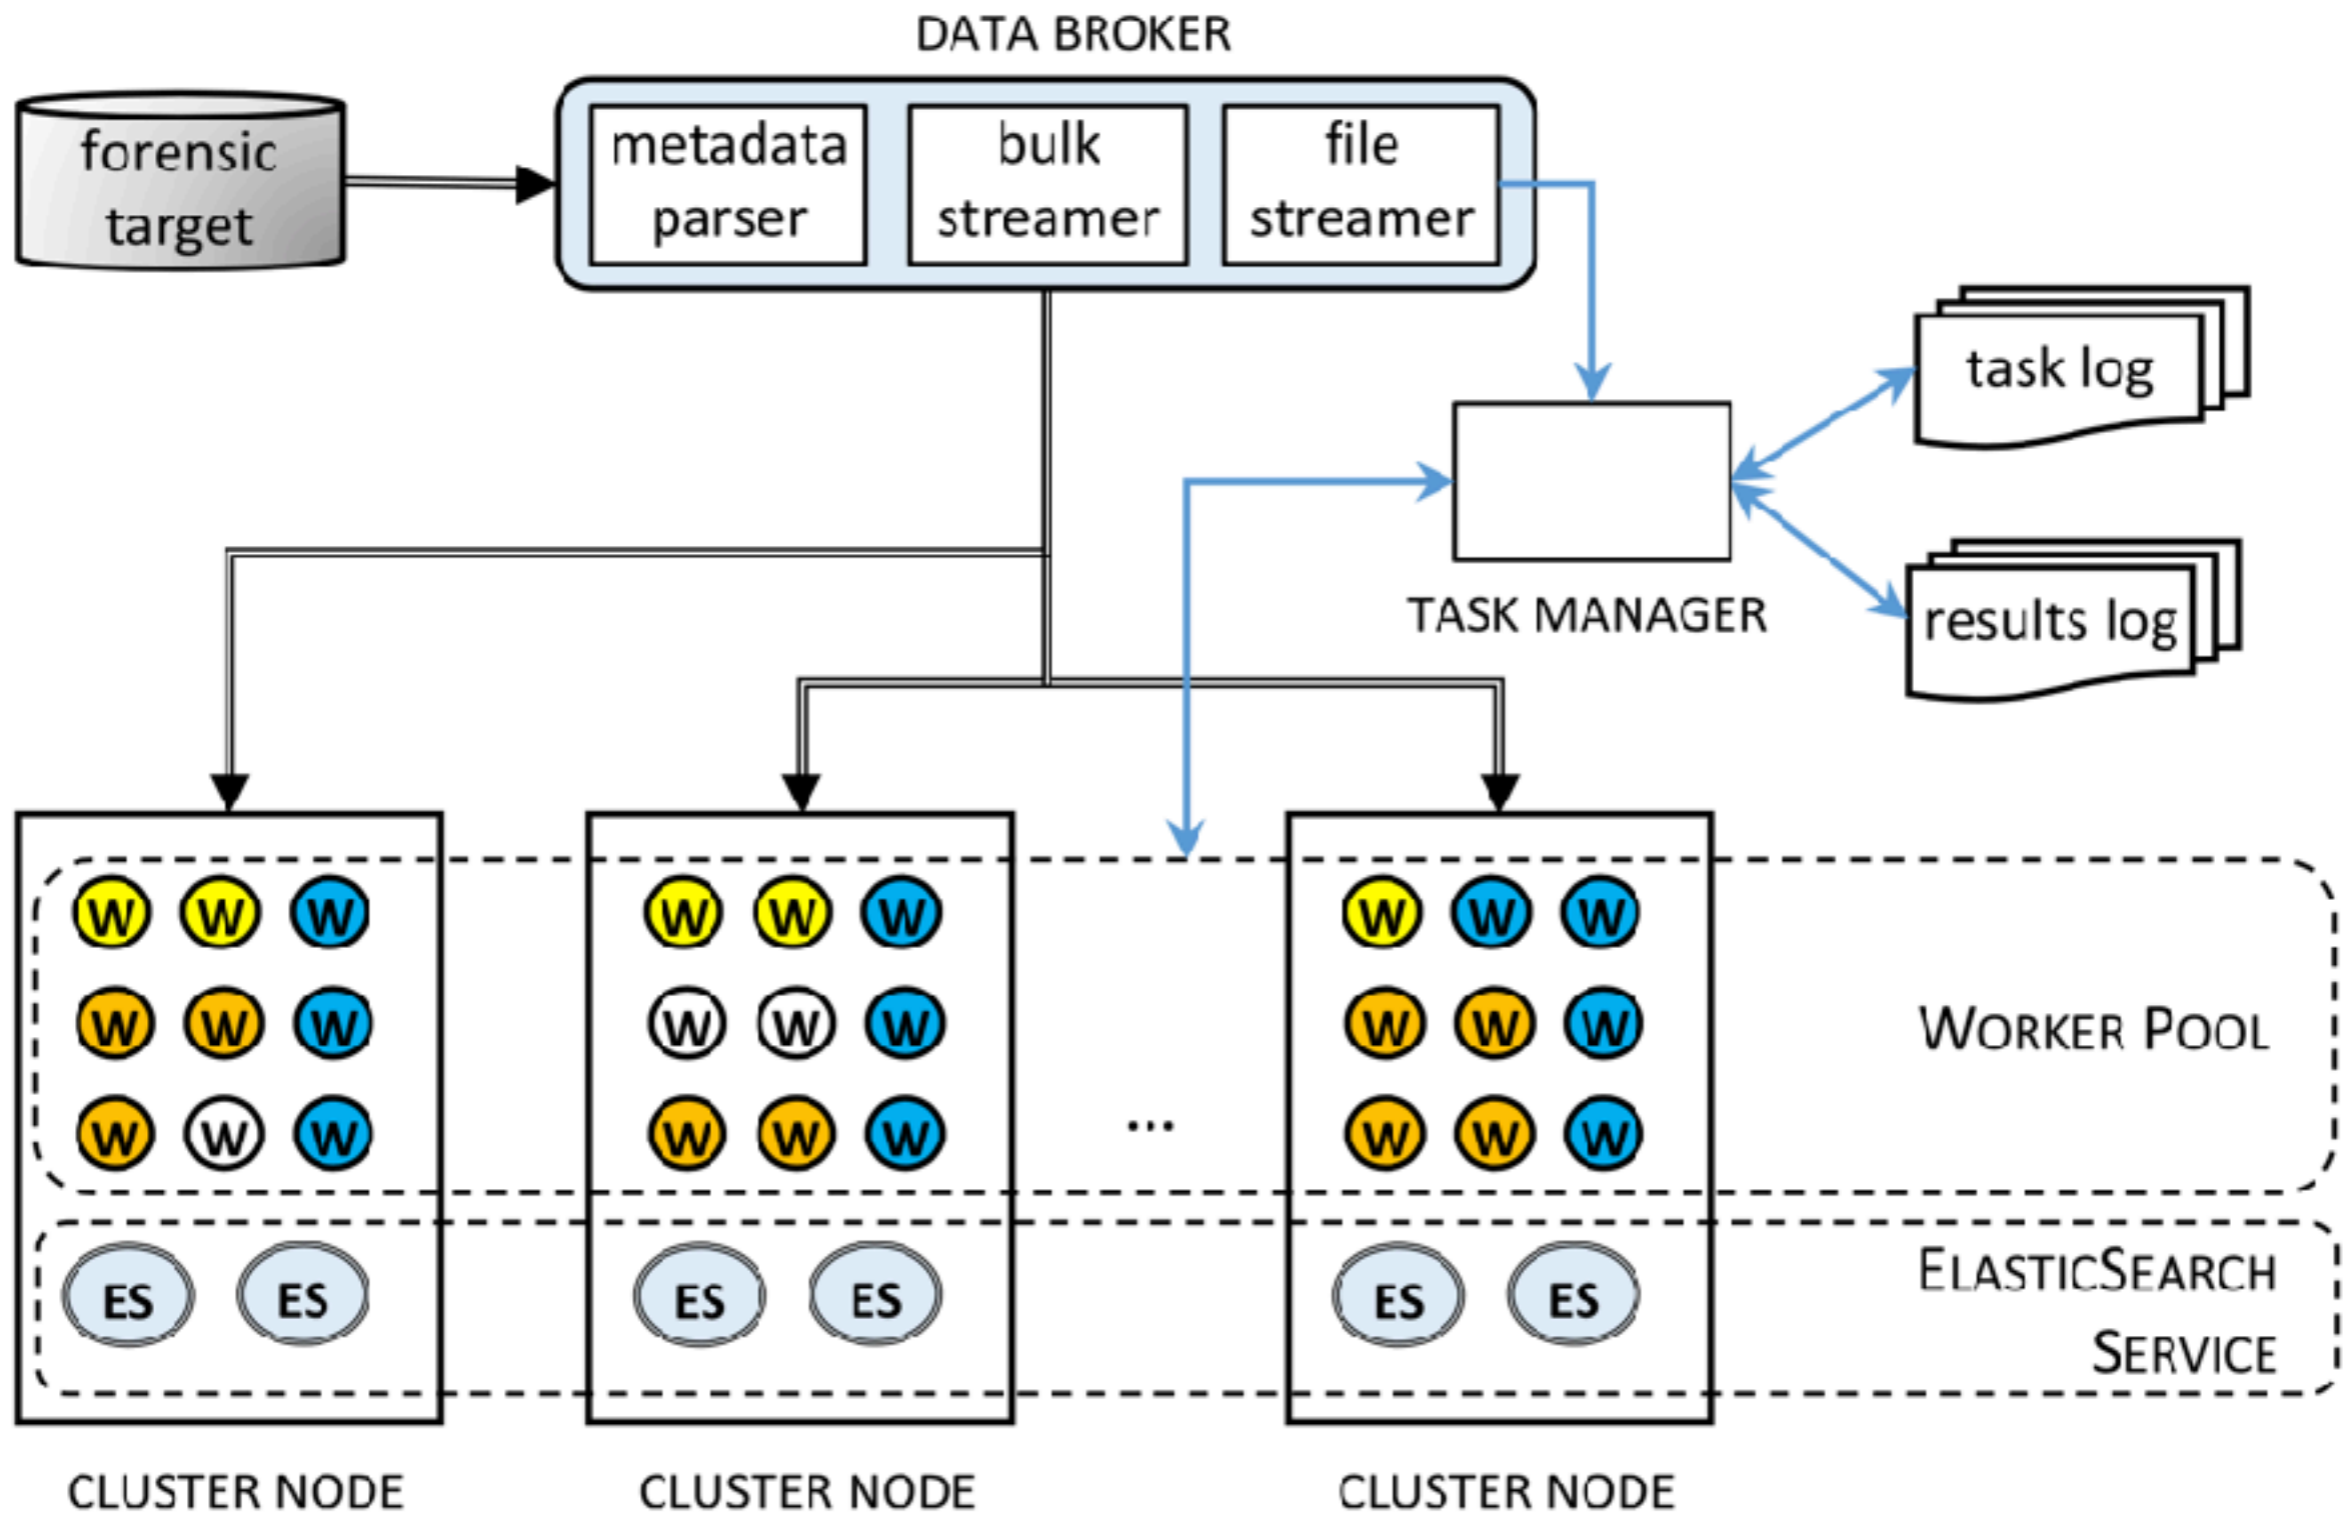 DATA BROKER
forensic
target
metadata
parser
bulk
streamer
file
streamer
task log
TASK MANAGER
results log
W W W W W W W W W
W W W W W W W W W
WORKER POOL
W W W W W W ... W W W
ES ES ES ES ES ES
ELASTICSEARCH
SERVICE
CLUSTER NODE CLUSTER NODE CLUSTER NODE